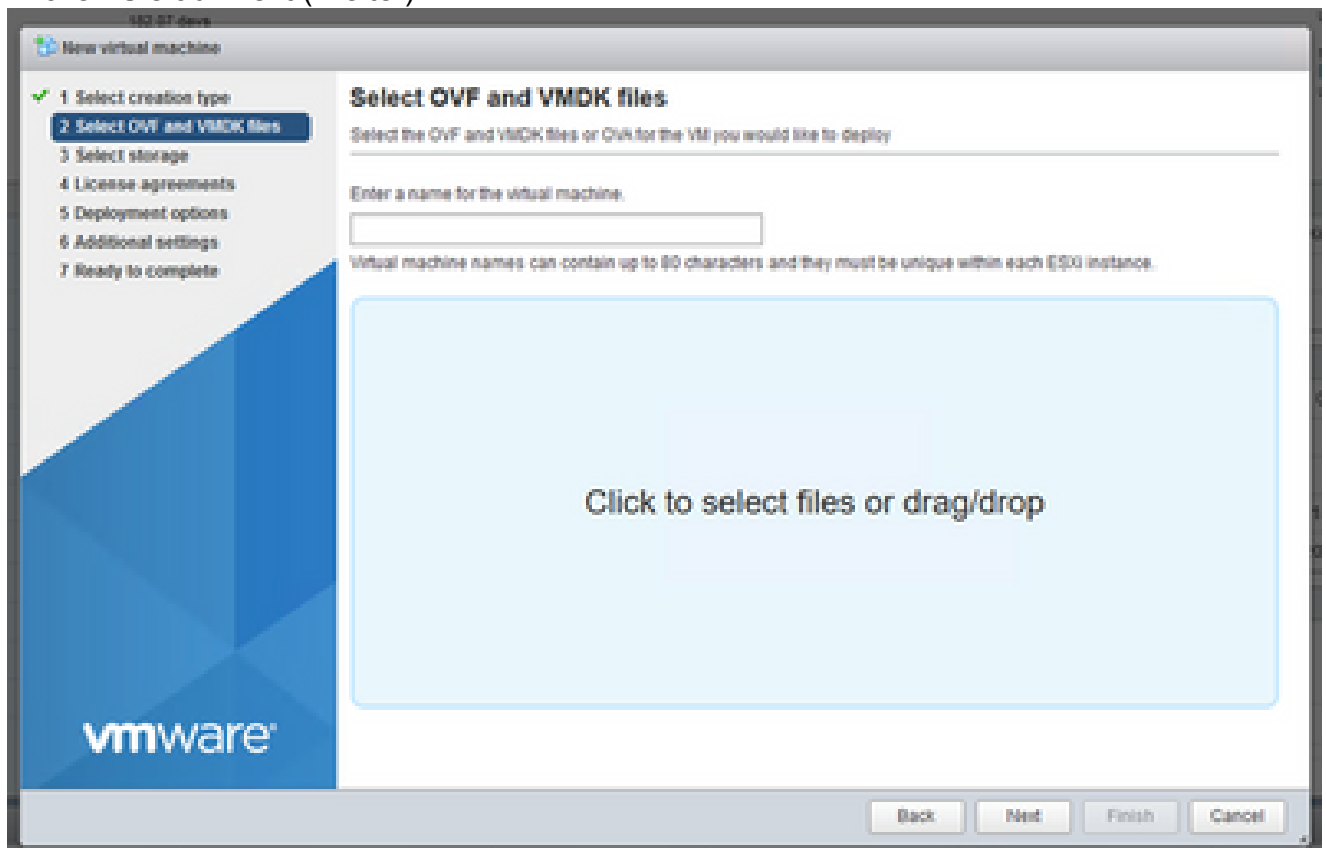 182.07 days
New virtual machine
1 Select creation type
2 Select OVF and VMDK files
3 Select storage
4 License agreements
5 Deployment options
6 Additional settings
7 Ready to complete
Select OVF and VMDK files
Select the OVF and VMDK files or OVA for the VM you would like to deploy
Enter a name for the virtual machine.
Virtual machine names can contain up to 80 characters and they must be unique within each ESXi instance.
Click to select files or drag/drop
vmware
Back
Next
Finish
Cancel